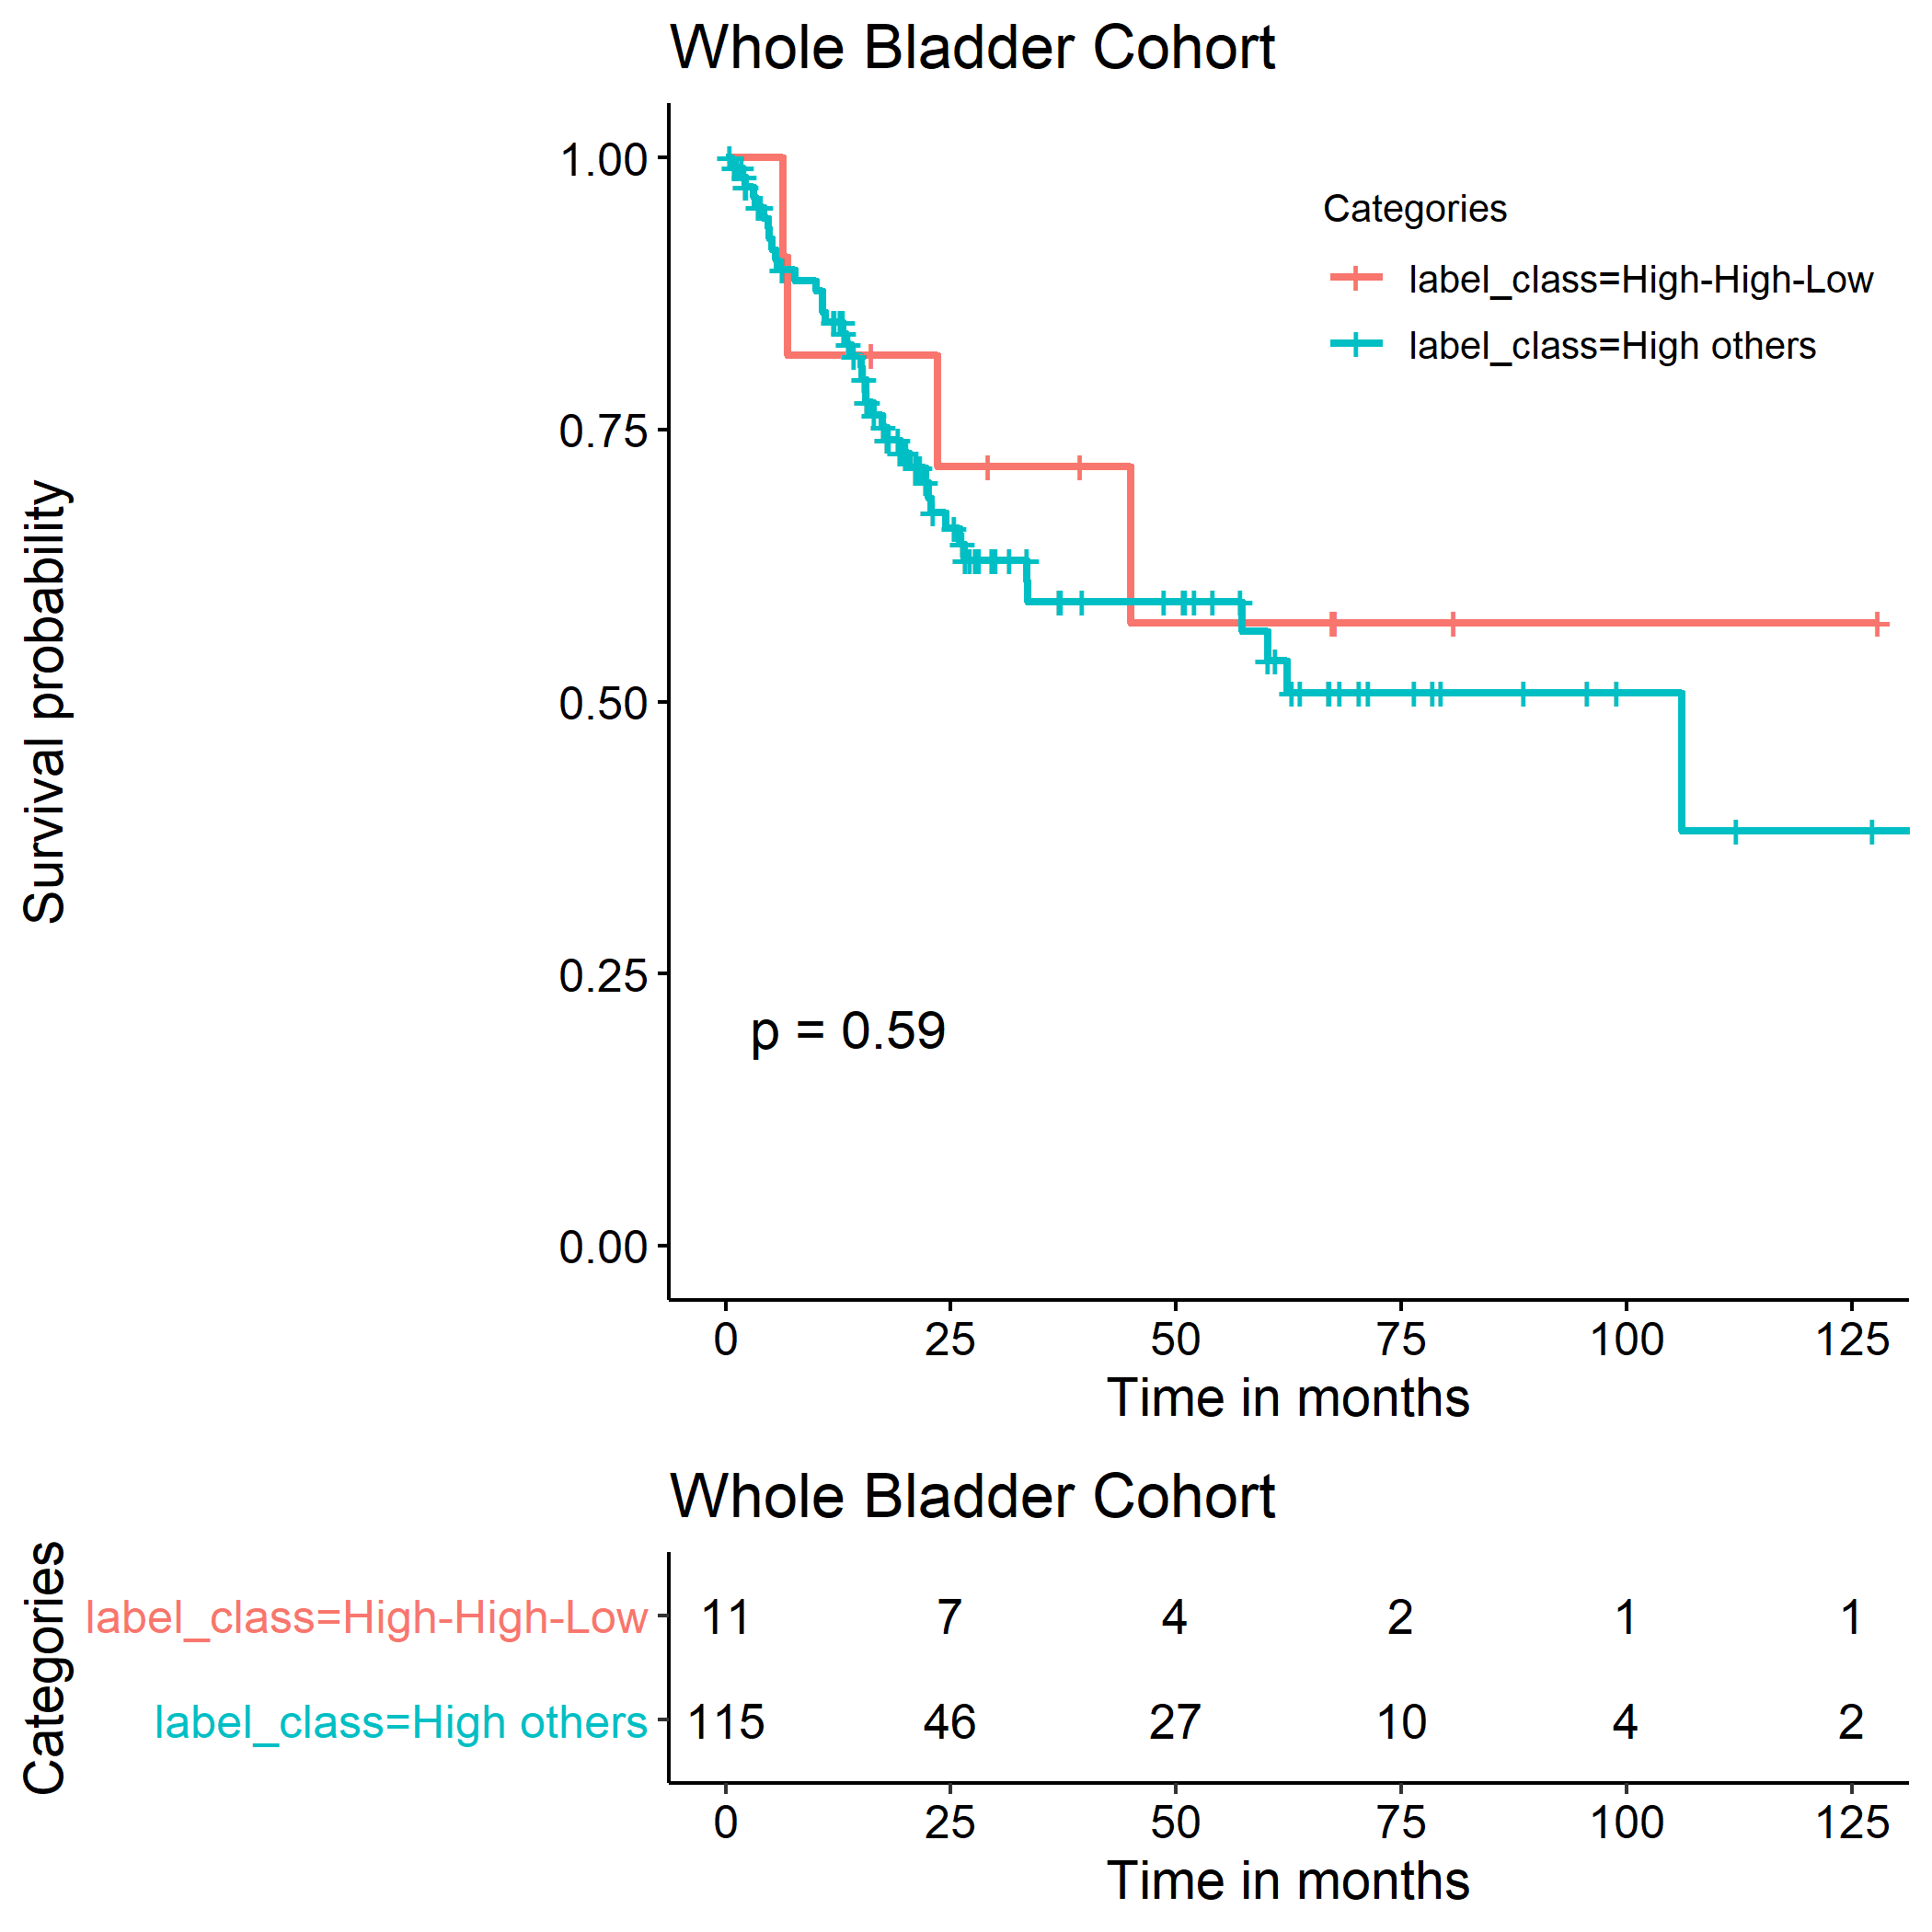 Whole Bladder Cohort
Survival probability
1.00
0.75
0.50
0.25
0.00
Categories
label_class=High-High-Low
label_class=High others
p = 0.59
0 25 50 75 100 125
Time in months
Whole Bladder Cohort
Categories
label_class=High-High-Low 11 7 4 2 1 1
label_class=High others 115 46 27 10 4 2
0 25 50 75 100 125
Time in months